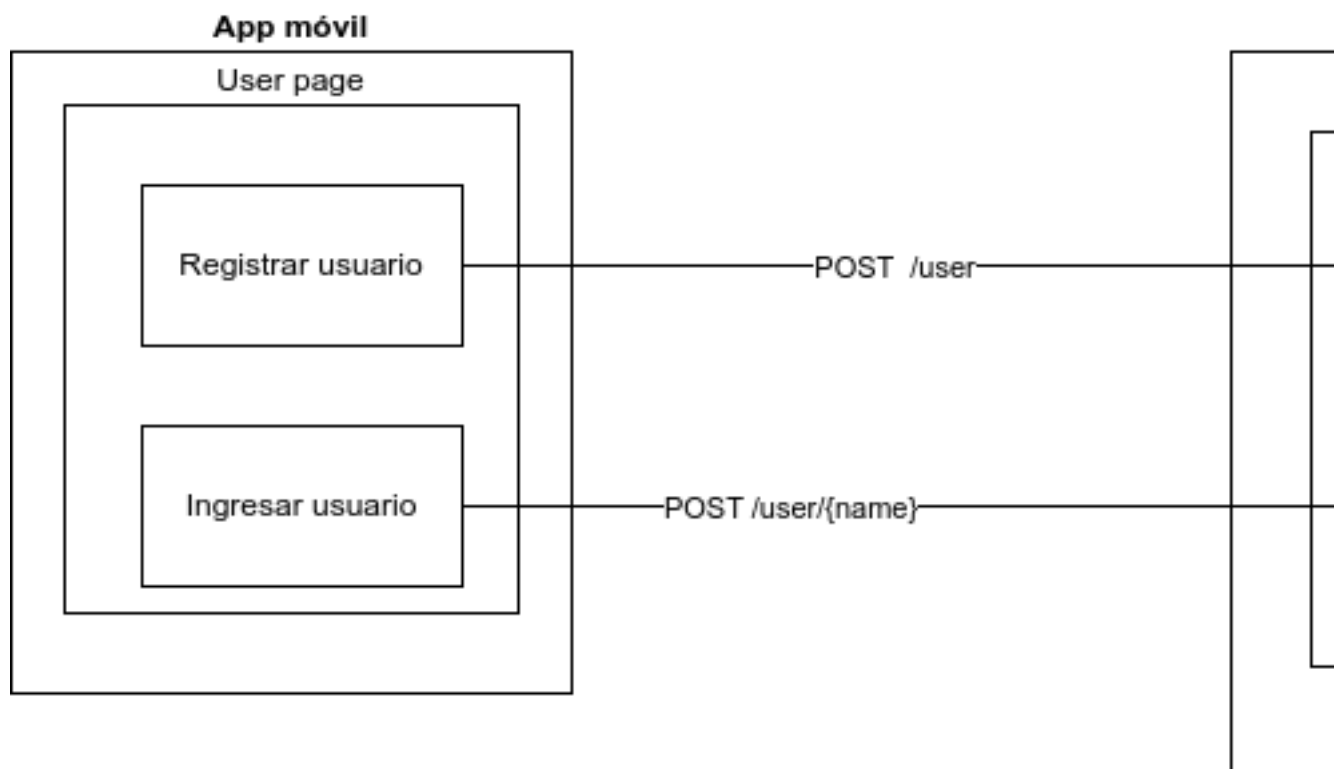 App móvil
User page
Registrar usuario
POST /user
Ingresar usuario
POST /user/{name}